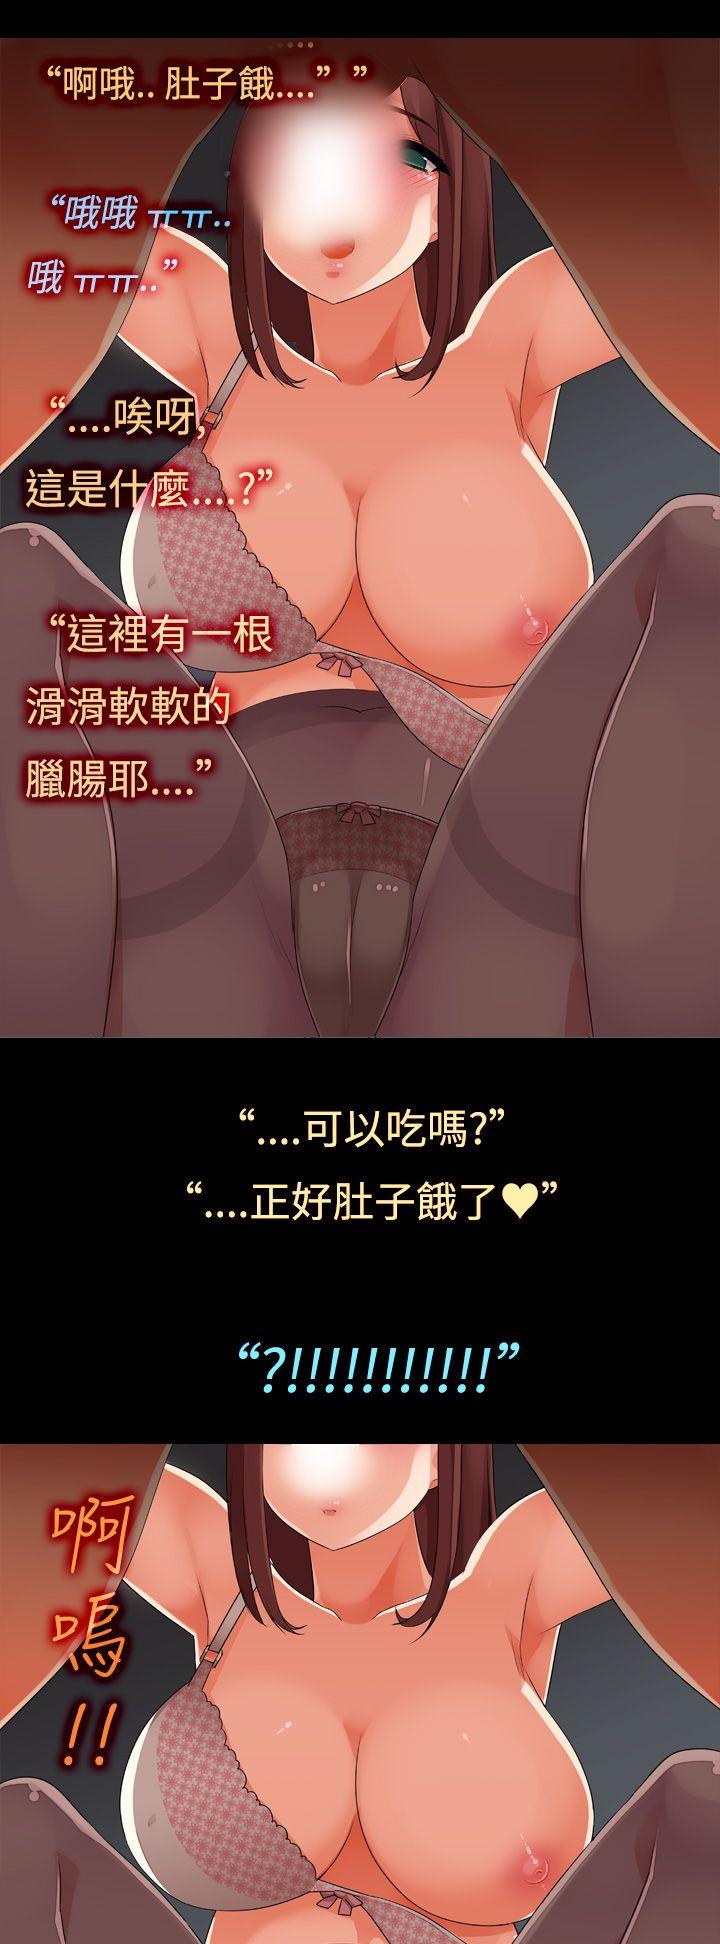 “啊哦.. 肚子餓....” ”
“哦哦 ㅠㅠ..
哦 ㅠㅠ..”
“....唉呀,
這是什麼....?”
“這裡有一根
滑滑軟軟的
臘腸耶....”
“....可以吃嗎?”
“....正好肚子餓了♥”
“?!!!!!!!!!!!”
啊
嗚
!!